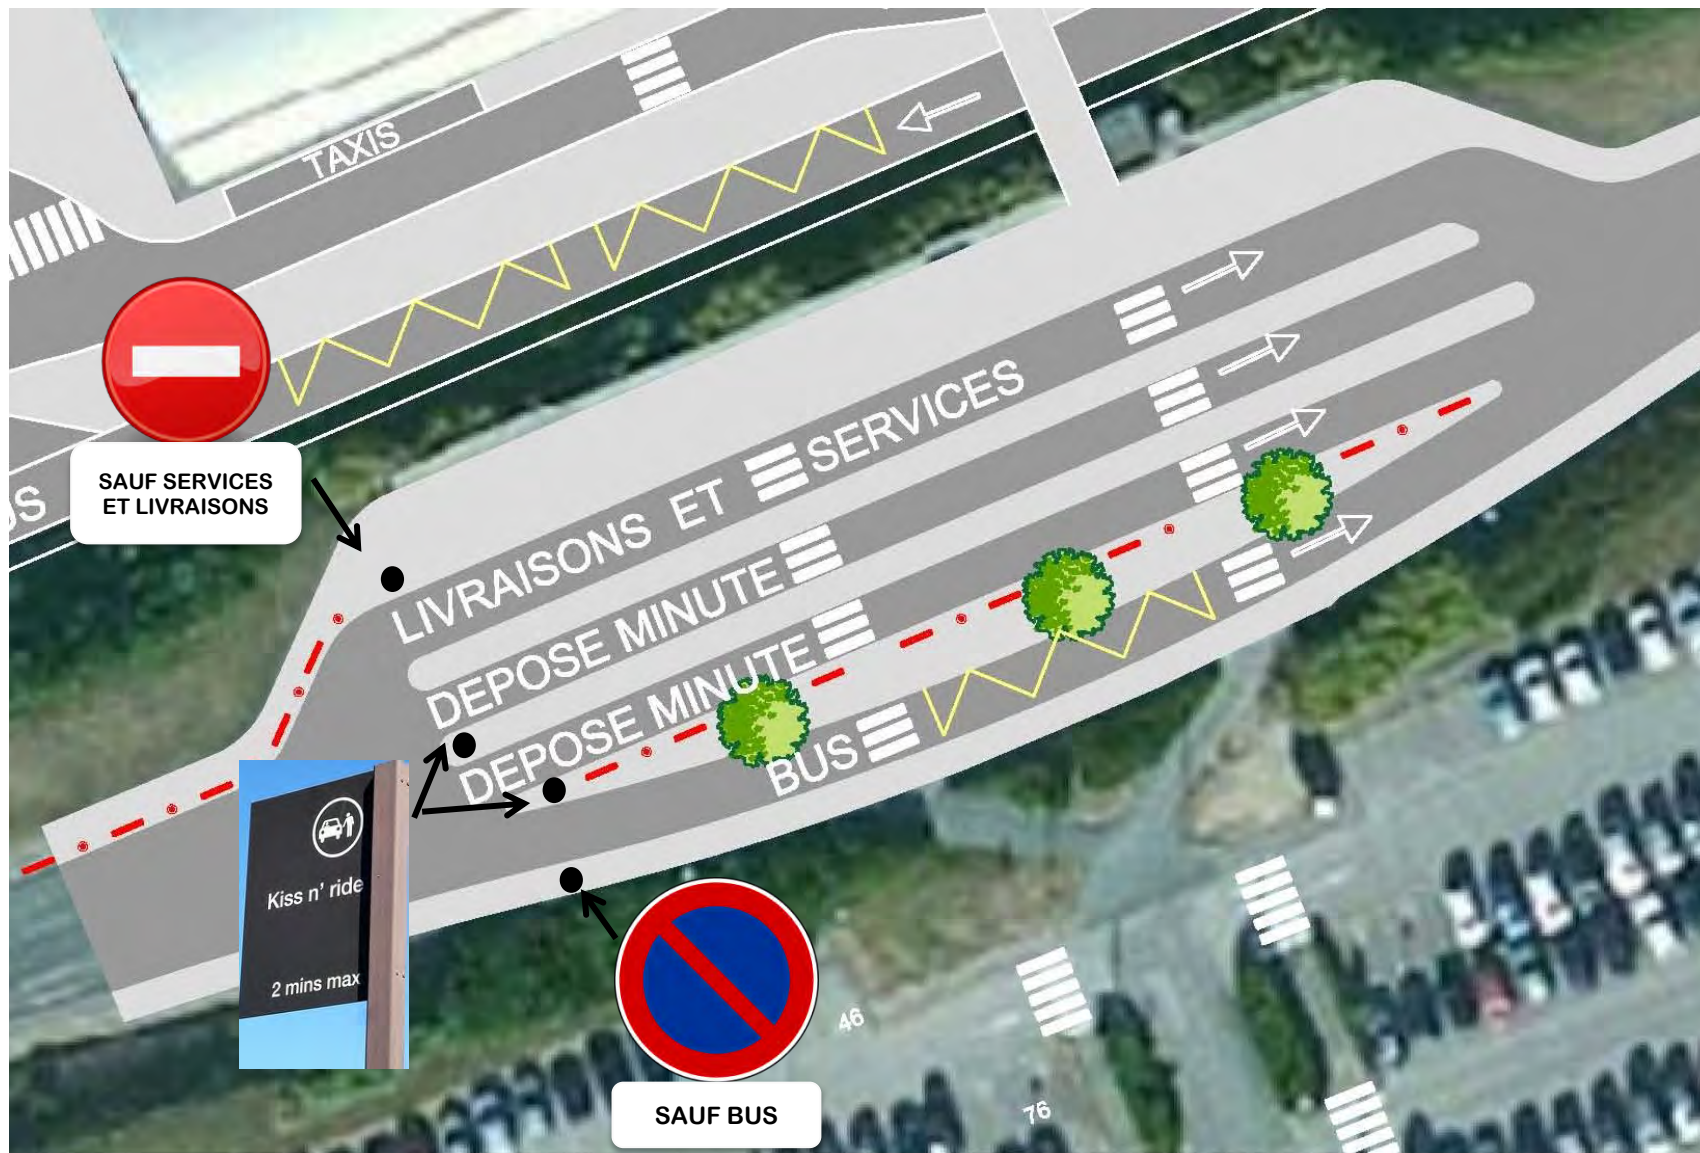 TAXIS
SAUF SERVICES
ET LIVRAISONS
LIVRAISONS ET SERVICES
DEPOSE MINUTE
DEPOSE MINUTE
BUS
Kiss n' ride
2 mins max
SAUF BUS
46
76